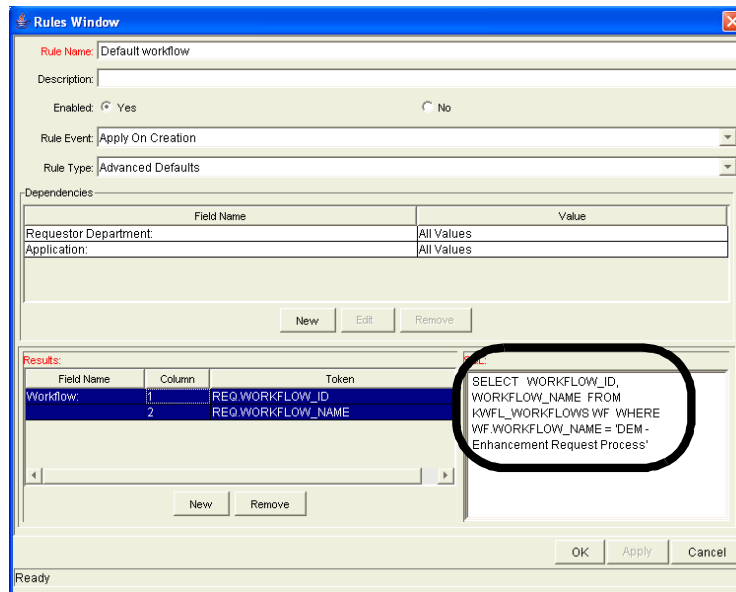 Rules Window
Rule Name: Default workflow
Description:
Enabled: Yes No
Rule Event: Apply On Creation
Rule Type: Advanced Defaults
Dependencies
Field Name Value
Requestor Department: All Values
Application: All Values
New Edit Remove
Results:
Field Name Column Token
Workflow: 1 REQ.WORKFLOW_ID
2 REQ.WORKFLOW_NAME
New Remove
SELECT WORKFLOW_ID,
WORKFLOW_NAME FROM
KWFL_WORKFLOWS WF WHERE
WF.WORKFLOW_NAME = 'DEM -
Enhancement Request Process'
OK Apply Cancel
Ready